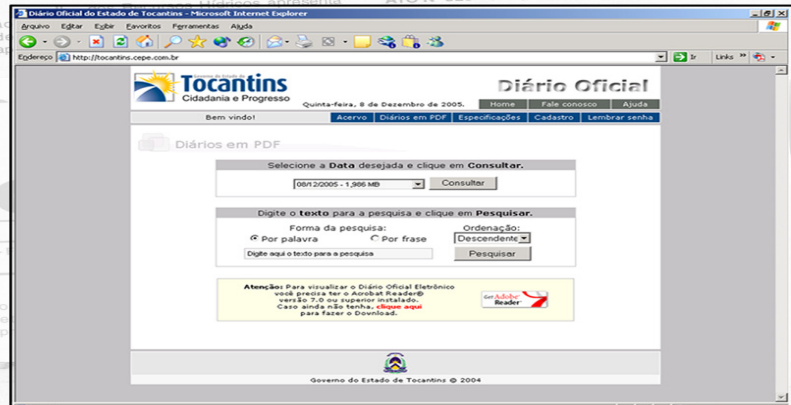 Diário Oficial do Estado de Tocantins - Microsoft Internet Explorer
Arquivo Editar Exibir Favoritos Ferramentas Ajuda
Endereço http://tocantins.cepe.com.br Ir Links »
Tocantins
Cidadania e Progresso
Diário Oficial
Quinta-feira, 8 de Dezembro de 2005. Home Fale conosco Ajuda
Bem vindo! Acervo Diários em PDF Especificações Cadastro Lembrar senha
Diários em PDF
Selecione a Data desejada e clique em Consultar.
08/12/2005 - 1,986 MB Consultar
Digite o texto para a pesquisa e clique em Pesquisar.
Forma da pesquisa: Ordenação:
Por palavra Por frase Descendente
Digite aqui o texto para a pesquisa Pesquisar
Atenção: Para visualizar o Diário Oficial Eletrônico
você precisa ter o Acrobat Reader®
versão 7.0 ou superior instalado.
Caso ainda não tenha, clique aqui
para fazer o Download.
Get Adobe
Reader
Governo do Estado de Tocantins © 2004